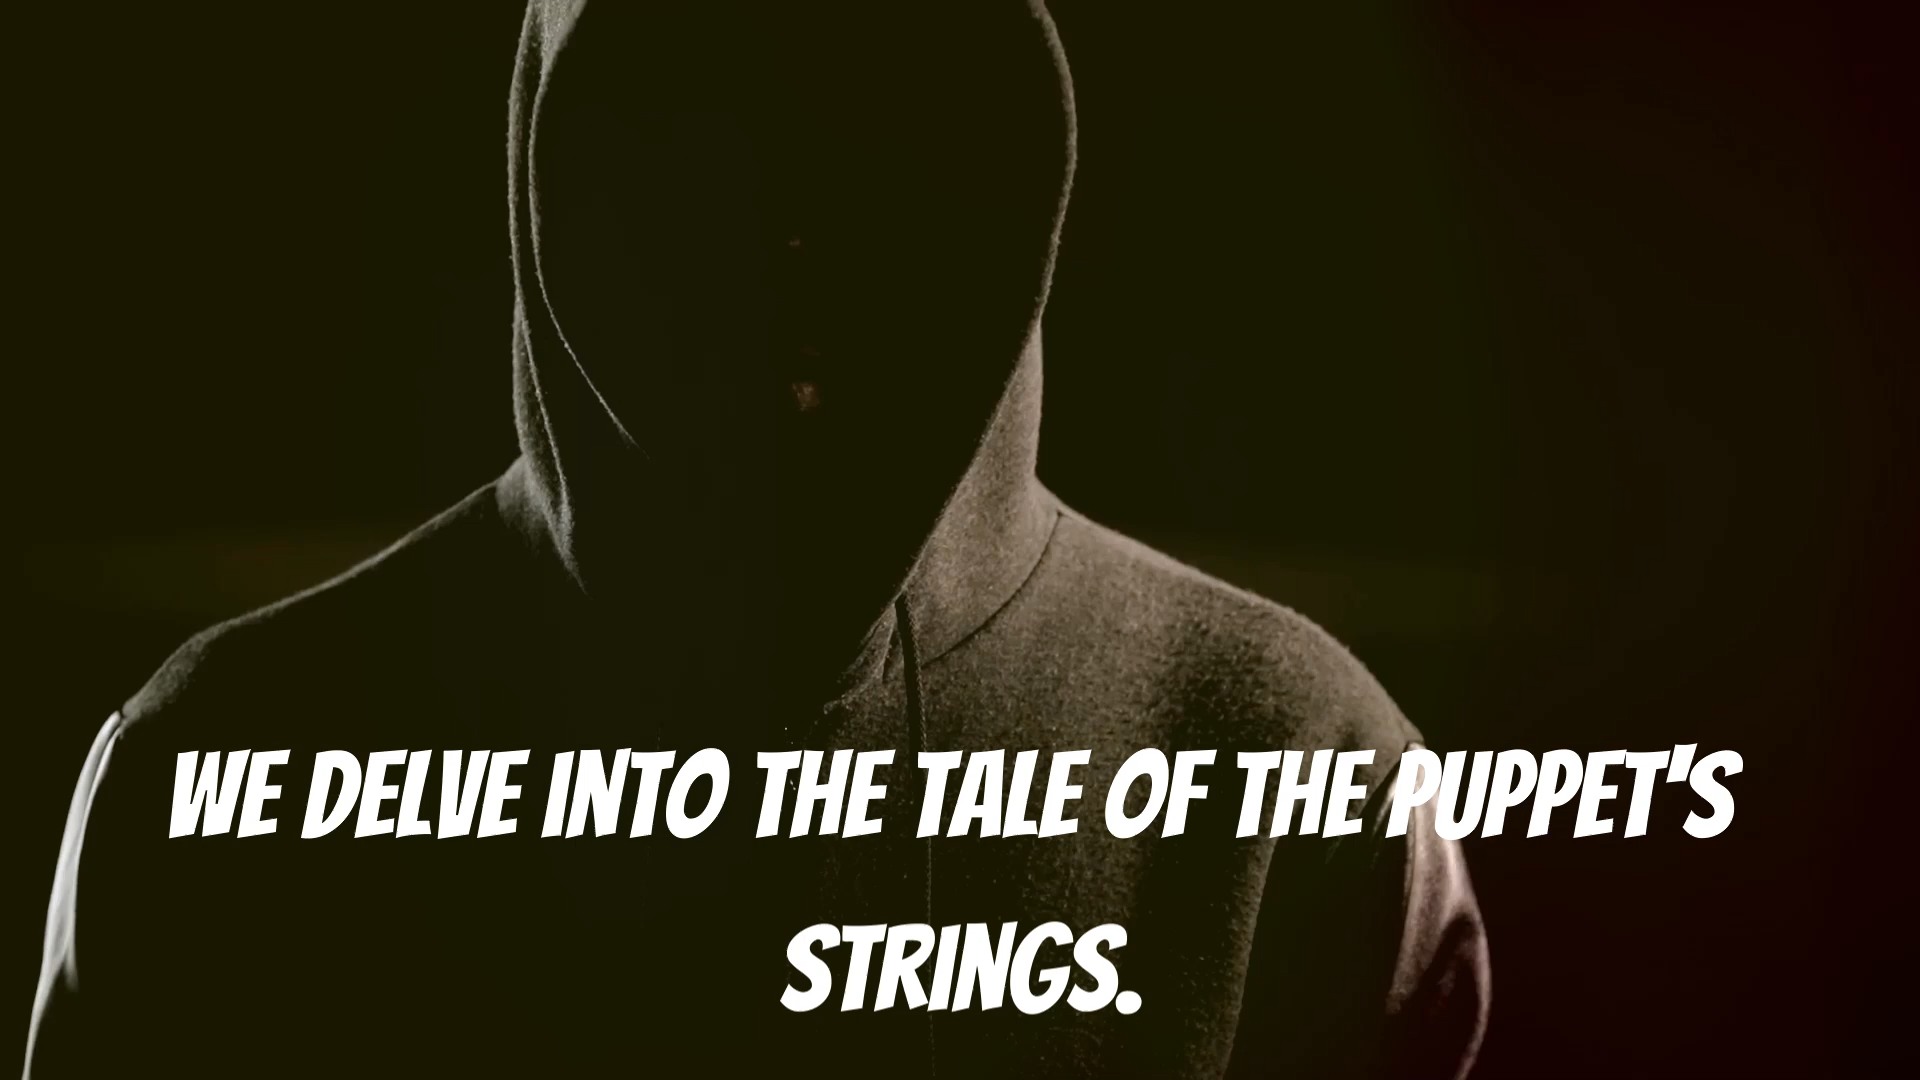 WE DELVE INTO THE TALE OF THE PUPPET'S
STRINGS.